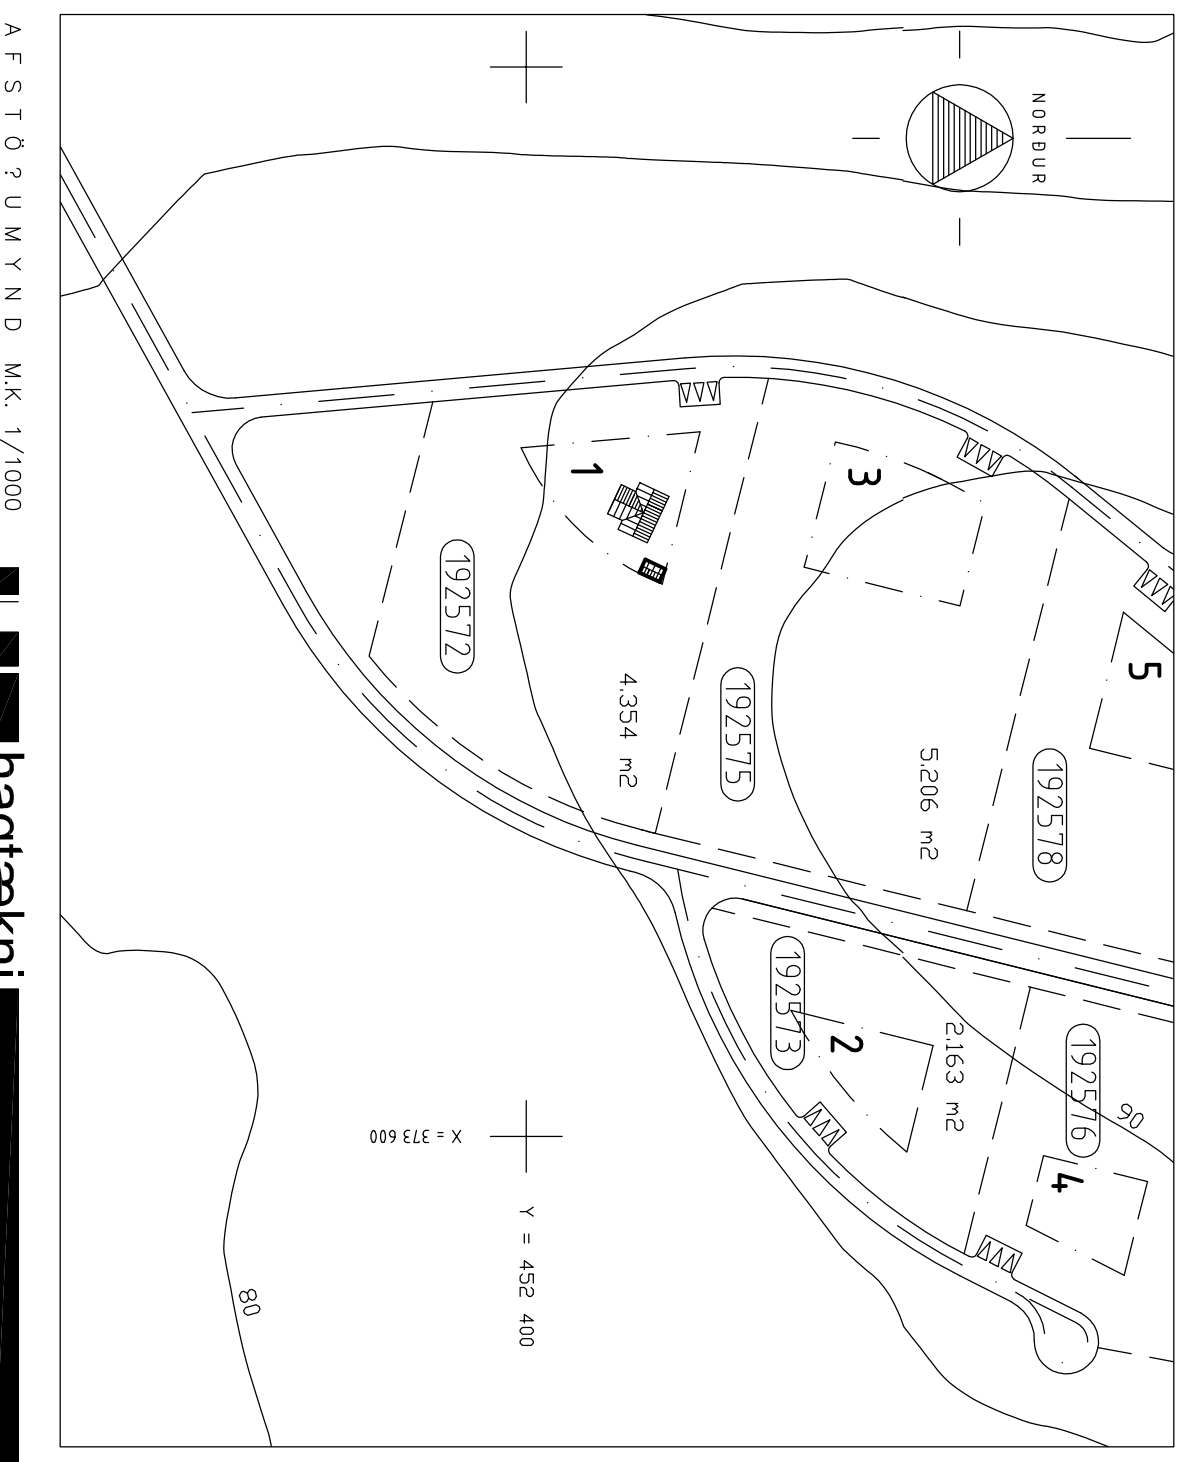 AFSTÖ?UMYND M.K. 1/1000
NORÐUR
1
3
5
192572
4.354 m2
192575
5.206 m2
192578
192573
2
2.163 m2
192576
90
4
X = 373 600
Y = 452 400
80
hagtækni